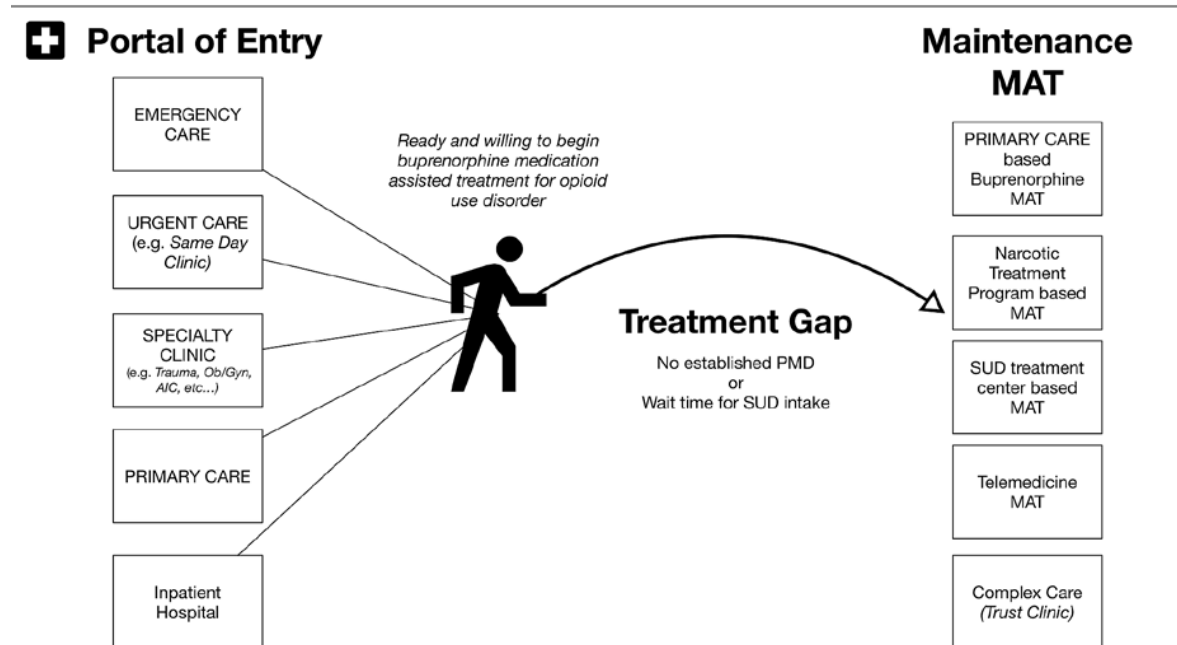 Portal of Entry
EMERGENCY
CARE
URGENT CARE
(e.g. Same Day
Clinic)
SPECIALTY
CLINIC
(e.g. Trauma, Ob/Gyn,
AIC, etc...)
PRIMARY CARE
Inpatient
Hospital
Ready and willing to begin
buprenorphine medication
assisted treatment for opioid
use disorder
Treatment Gap
No established PMD
or
Wait time for SUD intake
Maintenance
MAT
PRIMARY CARE
based
Buprenorphine
MAT
Narcotic
Treatment
Program based
MAT
SUD treatment
center based
MAT
Telemedicine
MAT
Complex Care
(Trust Clinic)